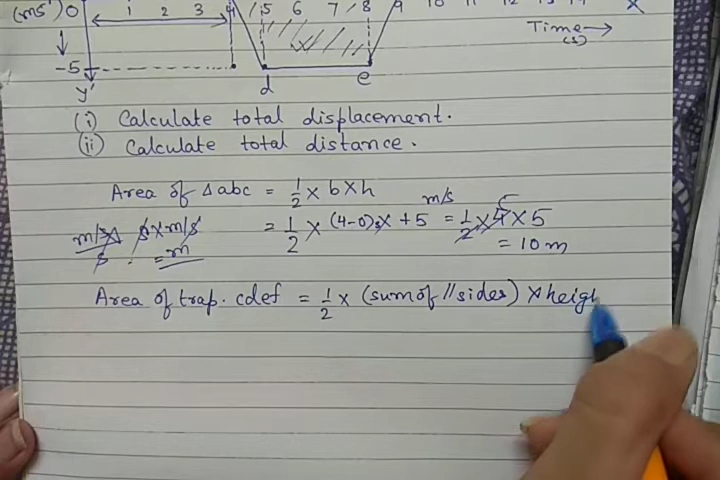 (ms⁻¹) 0 1 2 3 4 5 6 7 8 9 10 11 12 13 14 X
Time → (s)
-5
y' d e
(i) Calculate total displacement.
(ii) Calculate total distance.
Area of Δabc = 1/2 × b × h
m/s
= 1/2 × (4-0)s × +5 = 1/2 × 4 × 5
m/s × s s × m/s = m
= 10 m
Area of trap. cdef = 1/2 × (sum of // sides) × heigh